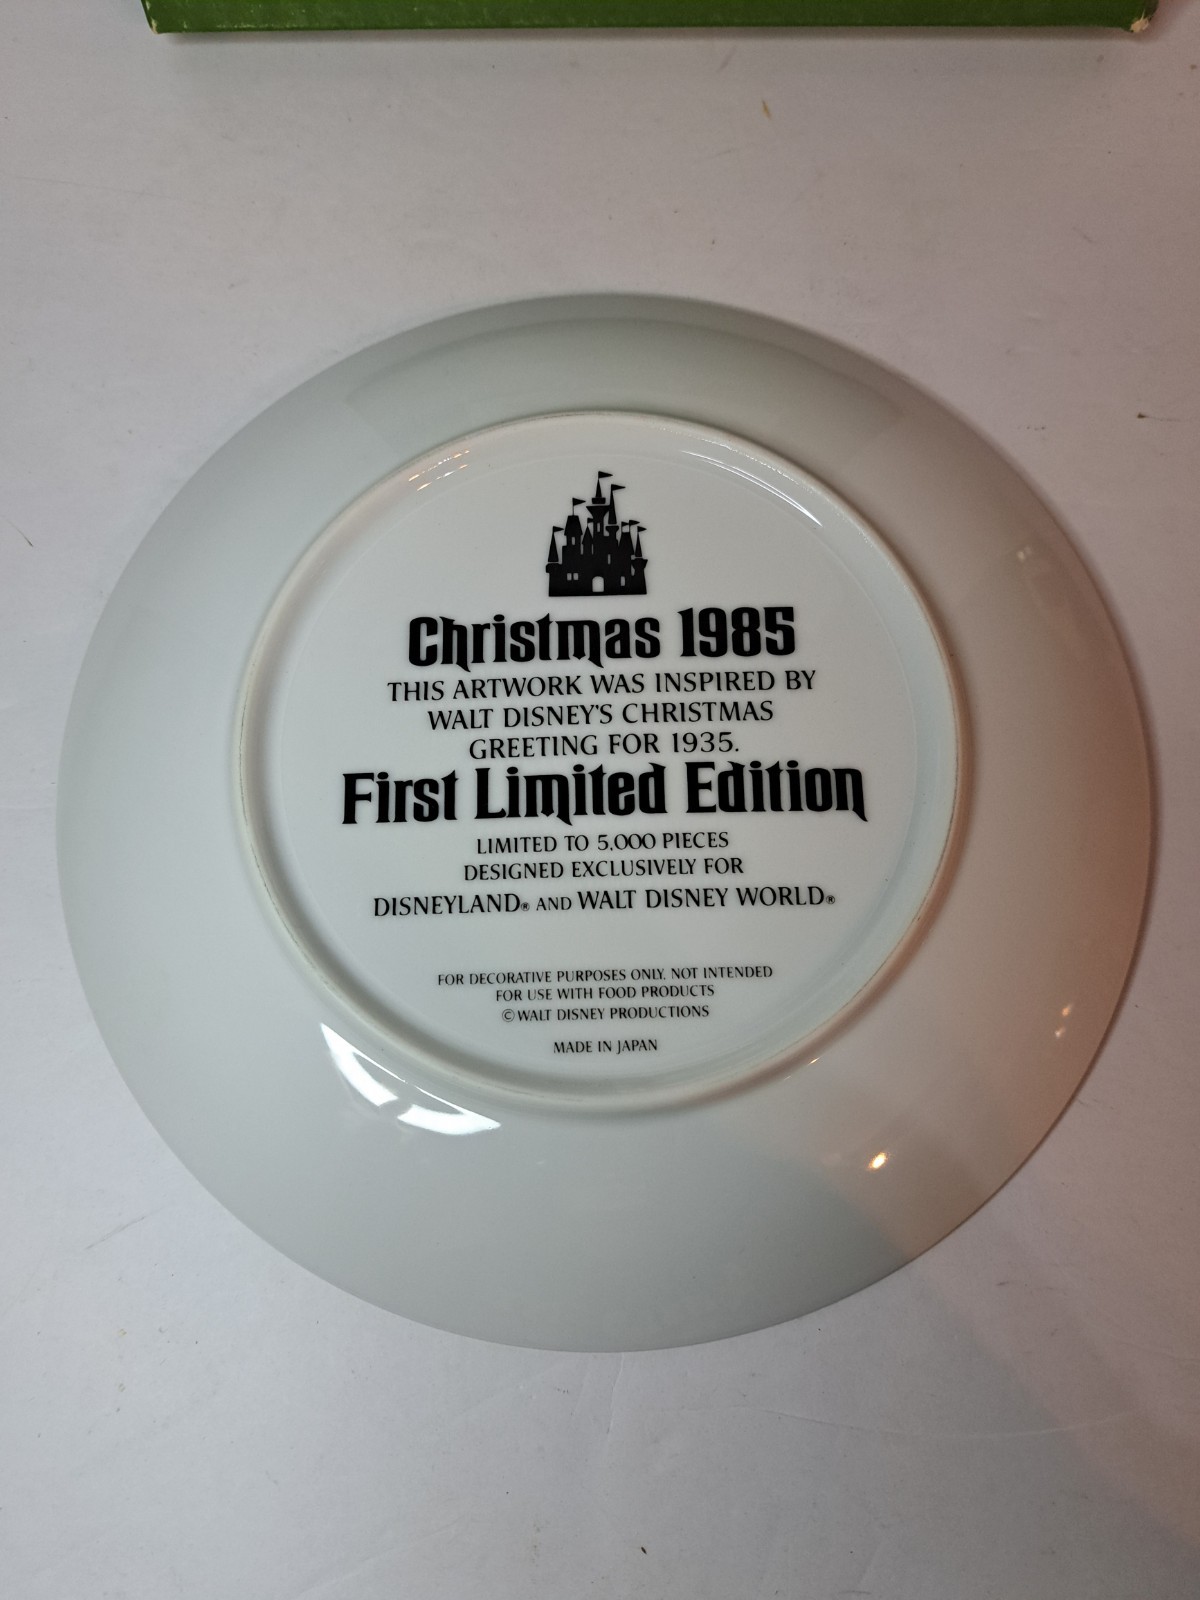 Christmas 1985
THIS ARTWORK WAS INSPIRED BY
WALT DISNEY'S CHRISTMAS
GREETING FOR 1935.
First Limited Edition
LIMITED TO 5,000 PIECES
DESIGNED EXCLUSIVELY FOR
DISNEYLAND® AND WALT DISNEY WORLD®
FOR DECORATIVE PURPOSES ONLY. NOT INTENDED
FOR USE WITH FOOD PRODUCTS
© WALT DISNEY PRODUCTIONS
MADE IN JAPAN